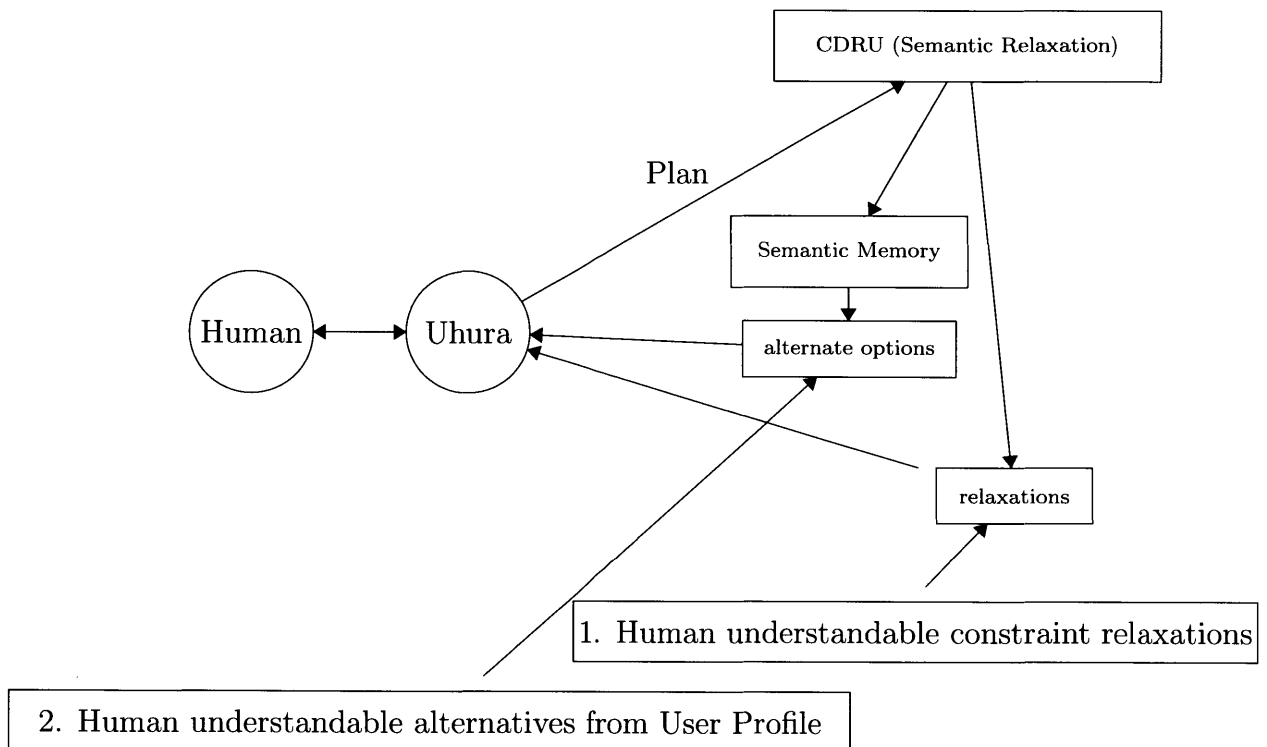 CDRU (Semantic Relaxation)
Plan
Semantic Memory
Human
Uhura
alternate options
relaxations
1. Human understandable constraint relaxations
2. Human understandable alternatives from User Profile